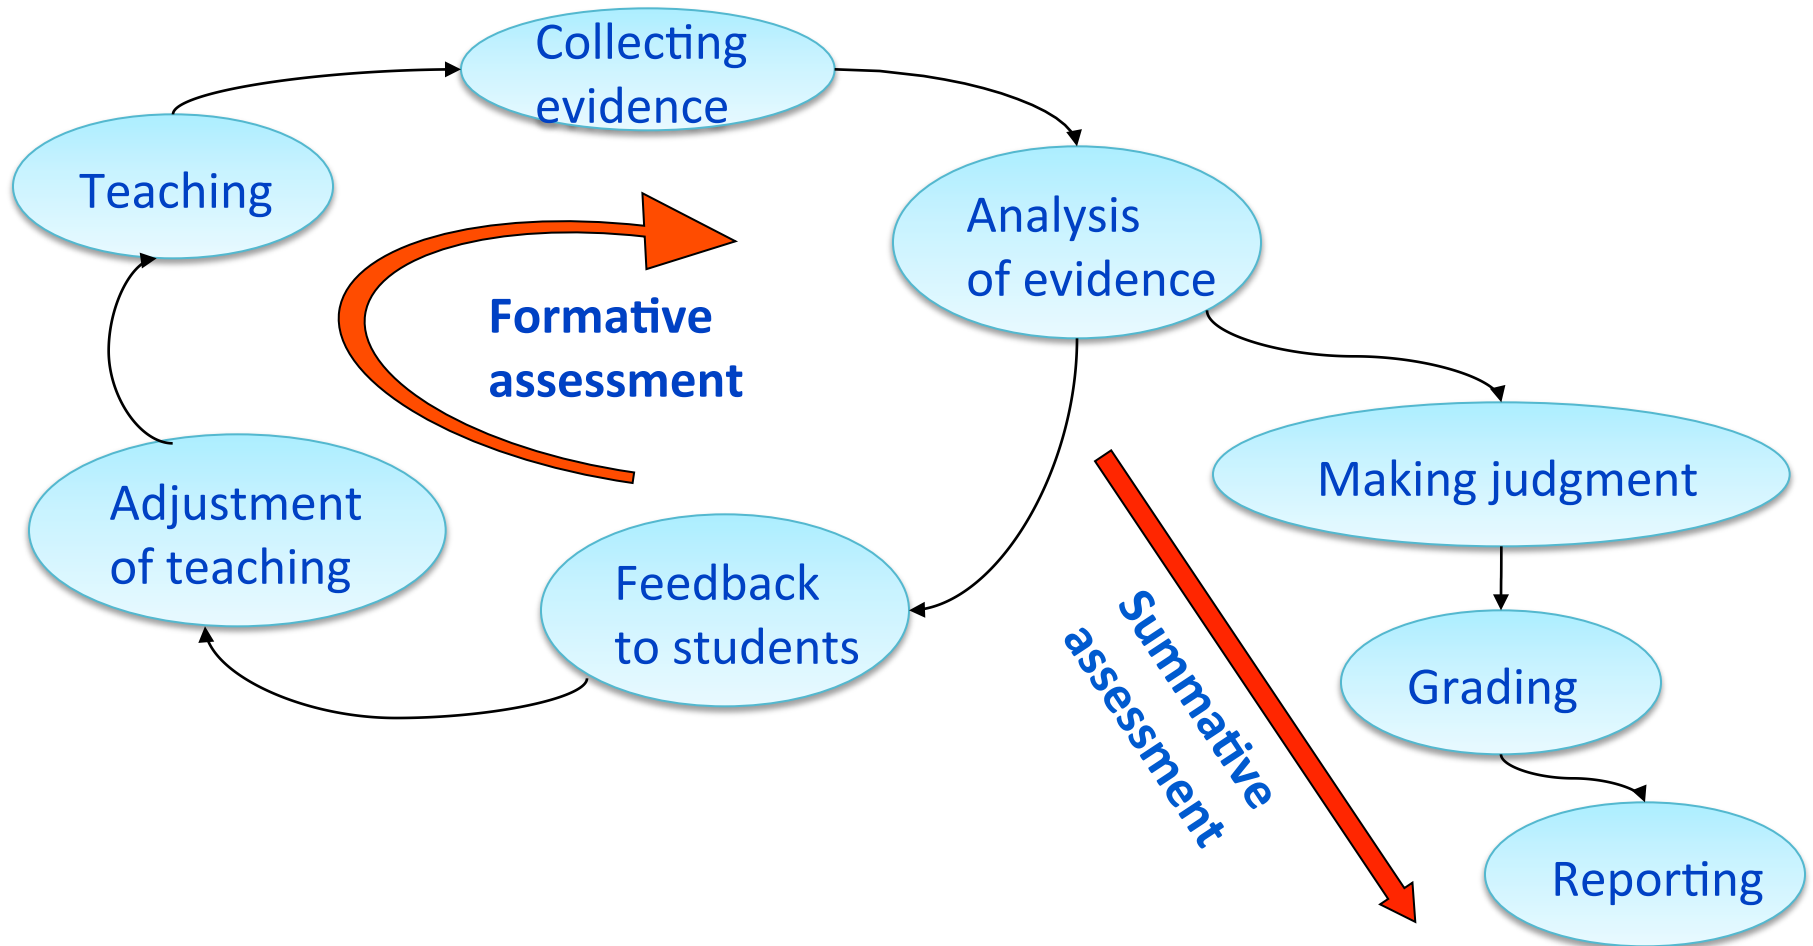 Collecting
evidence
Teaching
Analysis
of evidence
Formative
assessment
Making judgment
Adjustment
of teaching
Feedback
to students
Summative
assessment
Grading
Reporting